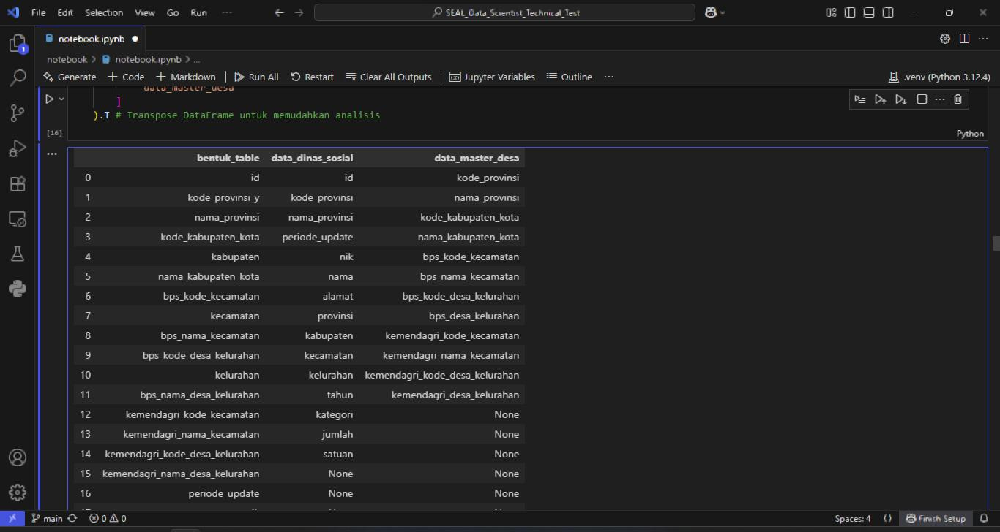 File Edit Selection View Go Run ··· SEAL_Data_Scientist_Technical_Test
notebook.ipynb
notebook > notebook.ipynb > ...
Generate + Code + Markdown Run All Restart Clear All Outputs Jupyter Variables Outline ··· .venv (Python 3.12.4)
1
data_master_desa
]
).T # Transpose DataFrame untuk memudahkan analisis
[16] Python
bentuk_table data_dinas_sosial data_master_desa
0 id id kode_provinsi
1 kode_provinsi_y kode_provinsi nama_provinsi
2 nama_provinsi nama_provinsi kode_kabupaten_kota
3 kode_kabupaten_kota periode_update nama_kabupaten_kota
4 kabupaten nik bps_kode_kecamatan
5 nama_kabupaten_kota nama bps_nama_kecamatan
6 bps_kode_kecamatan alamat bps_kode_desa_kelurahan
7 kecamatan provinsi bps_desa_kelurahan
8 bps_nama_kecamatan kabupaten kemendagri_kode_kecamatan
9 bps_kode_desa_kelurahan kecamatan kemendagri_nama_kecamatan
10 kelurahan kelurahan kemendagri_kode_desa_kelurahan
11 bps_nama_desa_kelurahan tahun kemendagri_desa_kelurahan
12 kemendagri_kode_kecamatan kategori None
13 kemendagri_nama_kecamatan jumlah None
14 kemendagri_kode_desa_kelurahan satuan None
15 kemendagri_nama_desa_kelurahan None None
16 periode_update None None
main 0 0 Spaces: 4 {} Finish Setup